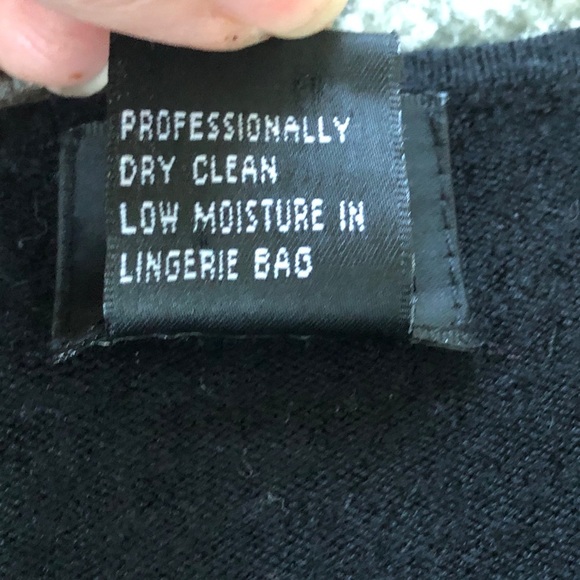 PROFESSIONALLY
DRY CLEAN
LOW MOISTURE IN
LINGERIE BAG